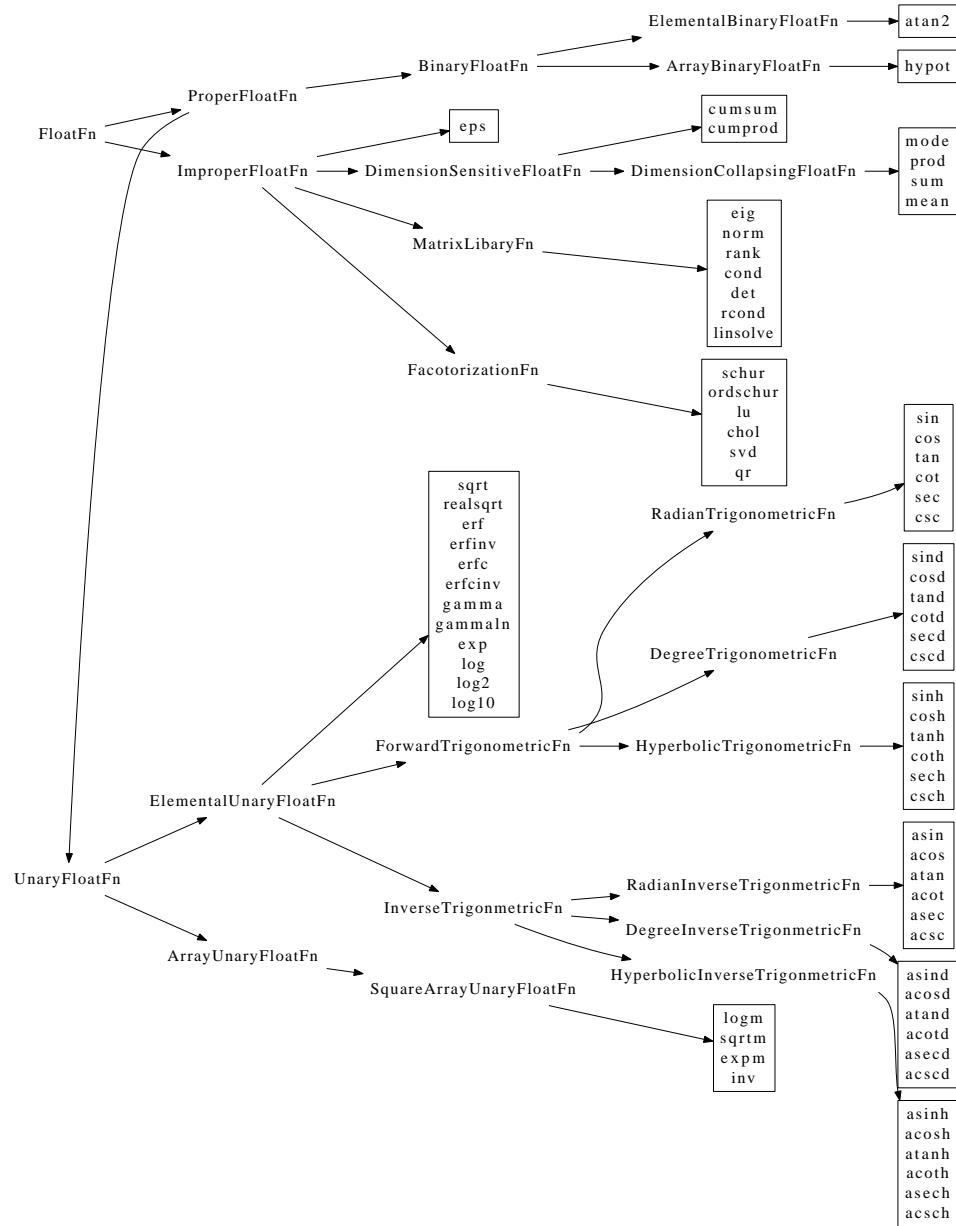 ElementalBinaryFloatFn
atan2
BinaryFloatFn
ArrayBinaryFloatFn
hypot
ProperFloatFn
FloatFn
eps
cumsum
cumprod
ImproperFloatFn
DimensionSensitiveFloatFn
DimensionCollapsingFloatFn
mode
prod
sum
mean
MatrixLibaryFn
eig
norm
rank
cond
det
rcond
linsolve
FacotorizationFn
schur
ordschur
lu
chol
svd
qr
sin
cos
tan
cot
sec
csc
RadianTrigonometricFn
sqrt
realsqrt
erf
erfinv
erfc
erfcinv
gamma
gammaln
exp
log
log2
log10
sind
cosd
tand
cotd
secd
cscd
DegreeTrigonometricFn
ForwardTrigonometricFn
HyperbolicTrigonometricFn
sinh
cosh
tanh
coth
sech
csch
ElementalUnaryFloatFn
UnaryFloatFn
InverseTrigonmetricFn
RadianInverseTrigonmetricFn
asin
acos
atan
acot
asec
acsc
DegreeInverseTrigonmetricFn
ArrayUnaryFloatFn
HyperbolicInverseTrigonmetricFn
SquareArrayUnaryFloatFn
asind
acosd
atand
acotd
asecd
acscd
logm
sqrtm
expm
inv
asinh
acosh
atanh
acoth
asech
acsch